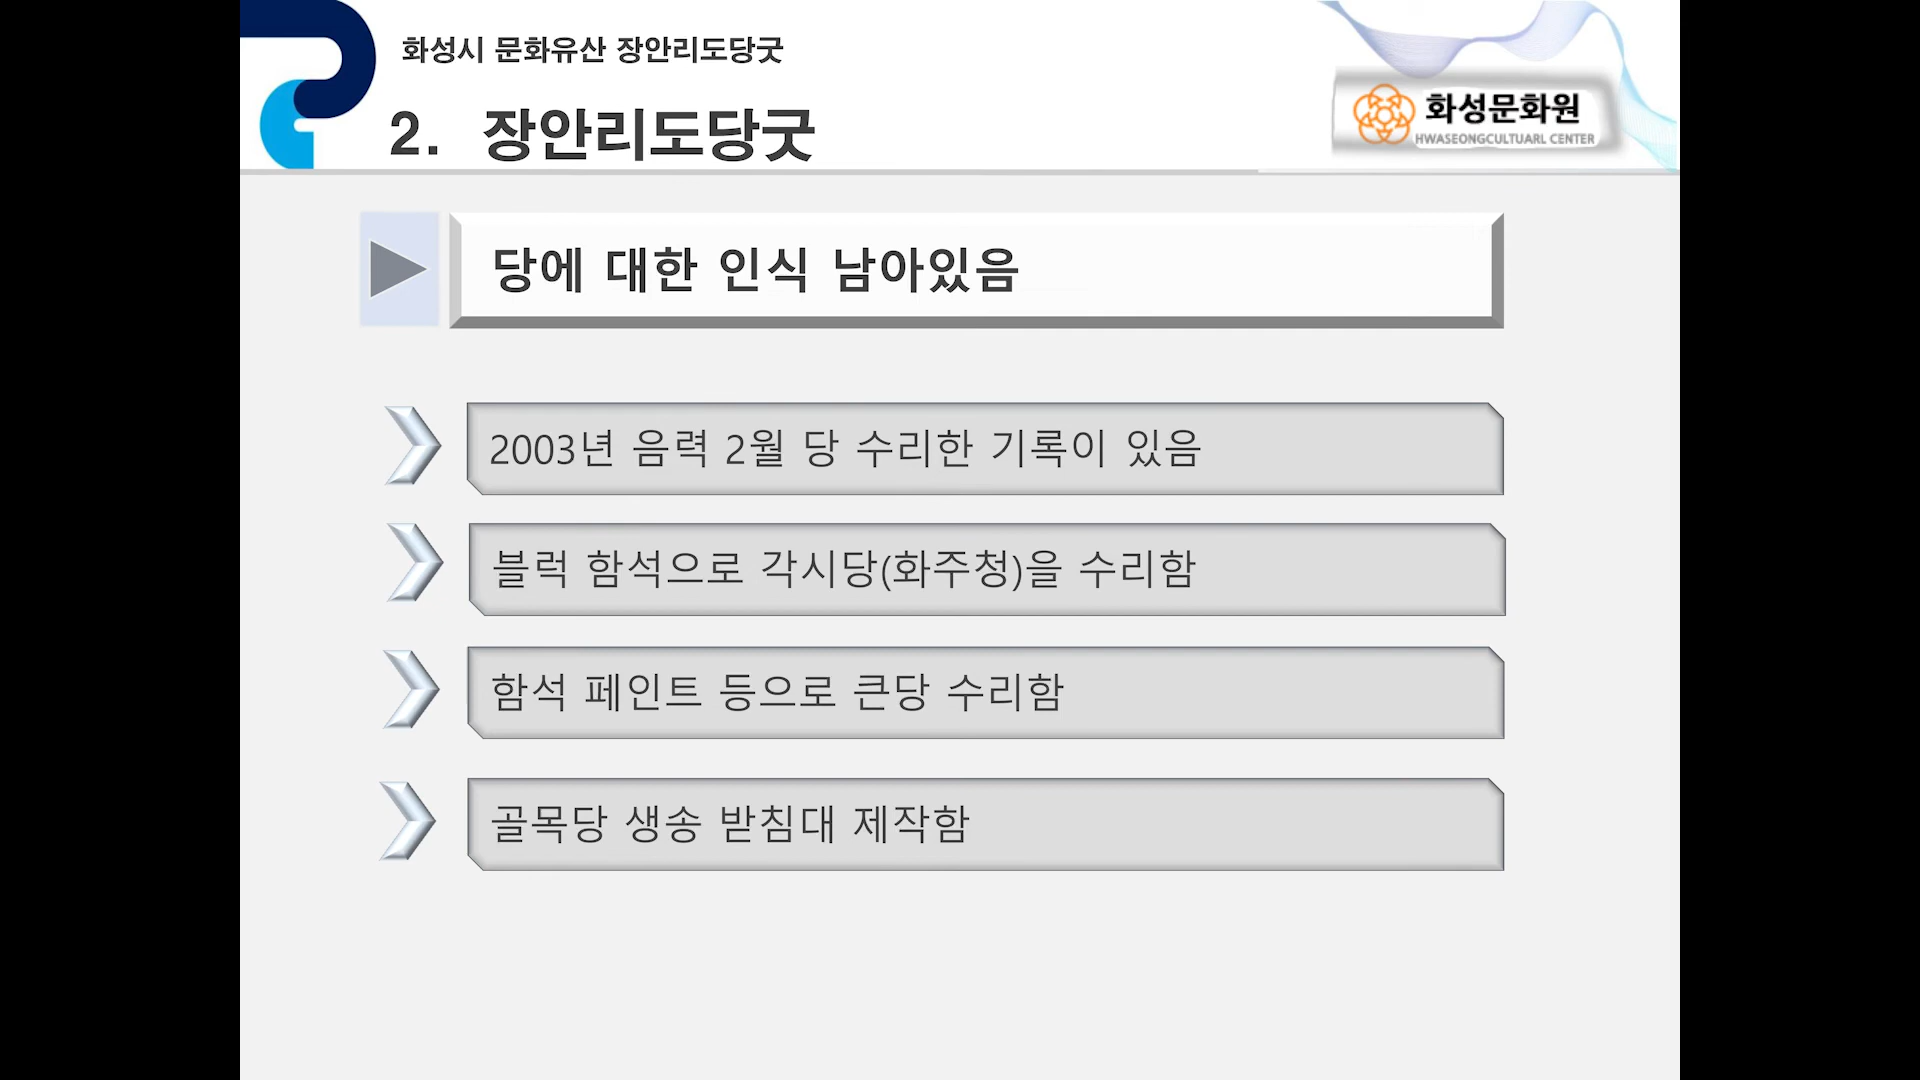 화성시 문화유산 장안리도당굿
2. 장안리도당굿
화성문화원
HWASEONGCULTUARL CENTER
당에 대한 인식 남아있음
2003년 음력 2월 당 수리한 기록이 있음
블럭 함석으로 각시당(화주청)을 수리함
함석 페인트 등으로 큰당 수리함
골목당 생송 받침대 제작함